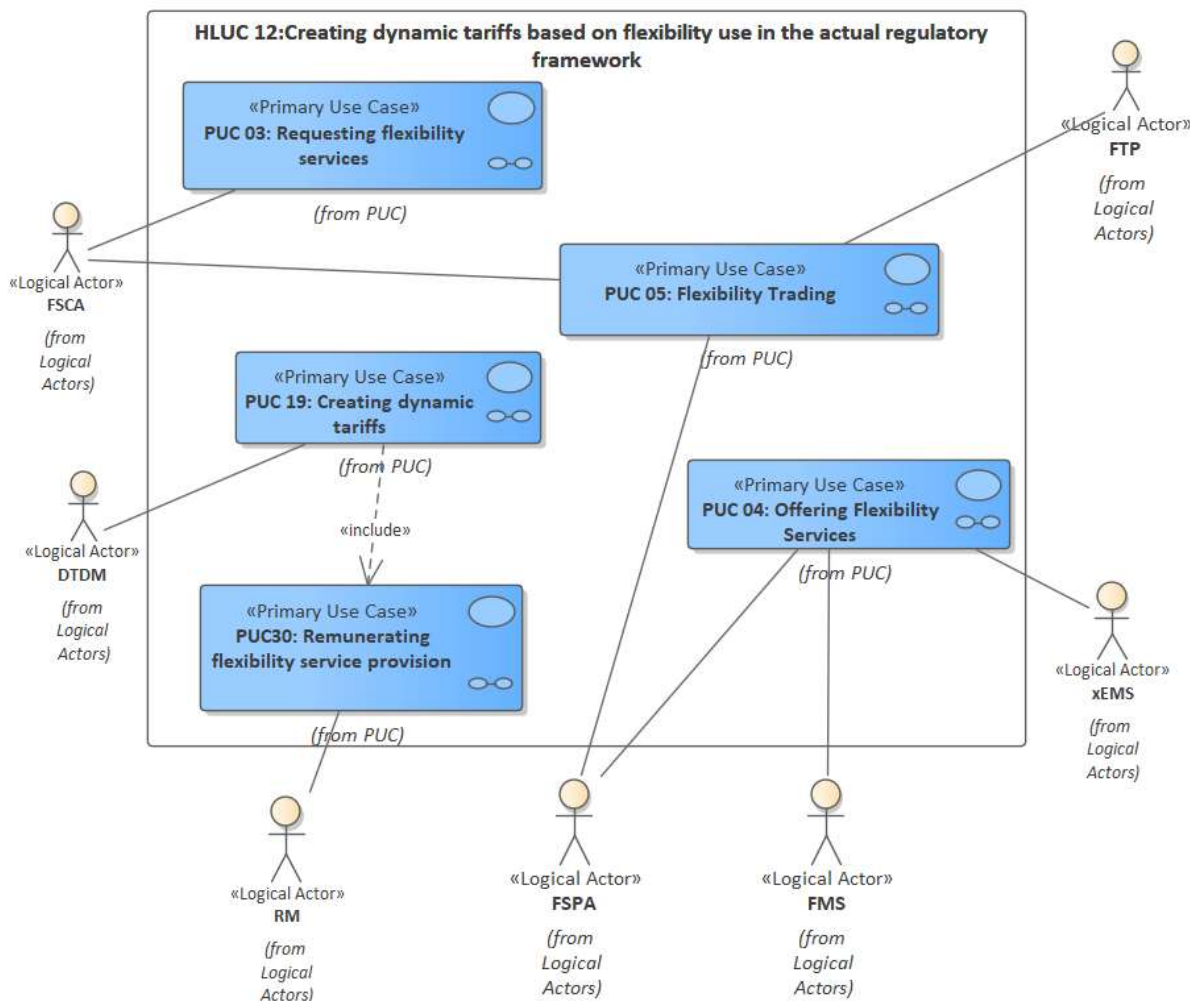 HLUC 12:Creating dynamic tariffs based on flexibility use in the actual regulatory
framework
«Primary Use Case»
PUC 03: Requesting flexibility
services
(from PUC)
«Logical Actor»
FTP
(from
Logical
Actors)
«Logical Actor»
FSCA
(from
Logical
Actors)
«Primary Use Case»
PUC 05: Flexibility Trading
(from PUC)
«Primary Use Case»
PUC 19: Creating dynamic
tariffs
(from PUC)
«Logical Actor»
DTDM
(from
Logical
Actors)
«include»
«Primary Use Case»
PUC 04: Offering Flexibility
Services
(from PUC)
«Primary Use Case»
PUC30: Remunerating
flexibility service provision
(from PUC)
«Logical Actor»
xEMS
(from
Logical
Actors)
«Logical Actor»
RM
(from
Logical
Actors)
«Logical Actor»
FSPA
(from
Logical
Actors)
«Logical Actor»
FMS
(from
Logical
Actors)